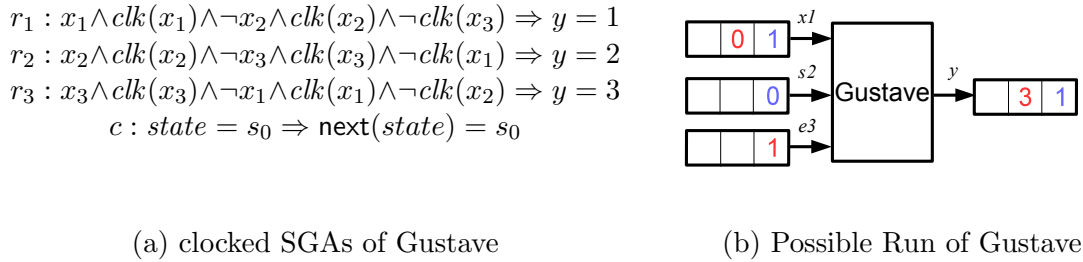 r₁ : x₁∧clk(x₁)∧¬x₂∧clk(x₂)∧¬clk(x₃) ⇒ y = 1
r₂ : x₂∧clk(x₂)∧¬x₃∧clk(x₃)∧¬clk(x₁) ⇒ y = 2
r₃ : x₃∧clk(x₃)∧¬x₁∧clk(x₁)∧¬clk(x₂) ⇒ y = 3
c : state = s₀ ⇒ next(state) = s₀
(a) clocked SGAs of Gustave
x1
0 1
s2
0
e3
1
Gustave
y
3 1
(b) Possible Run of Gustave